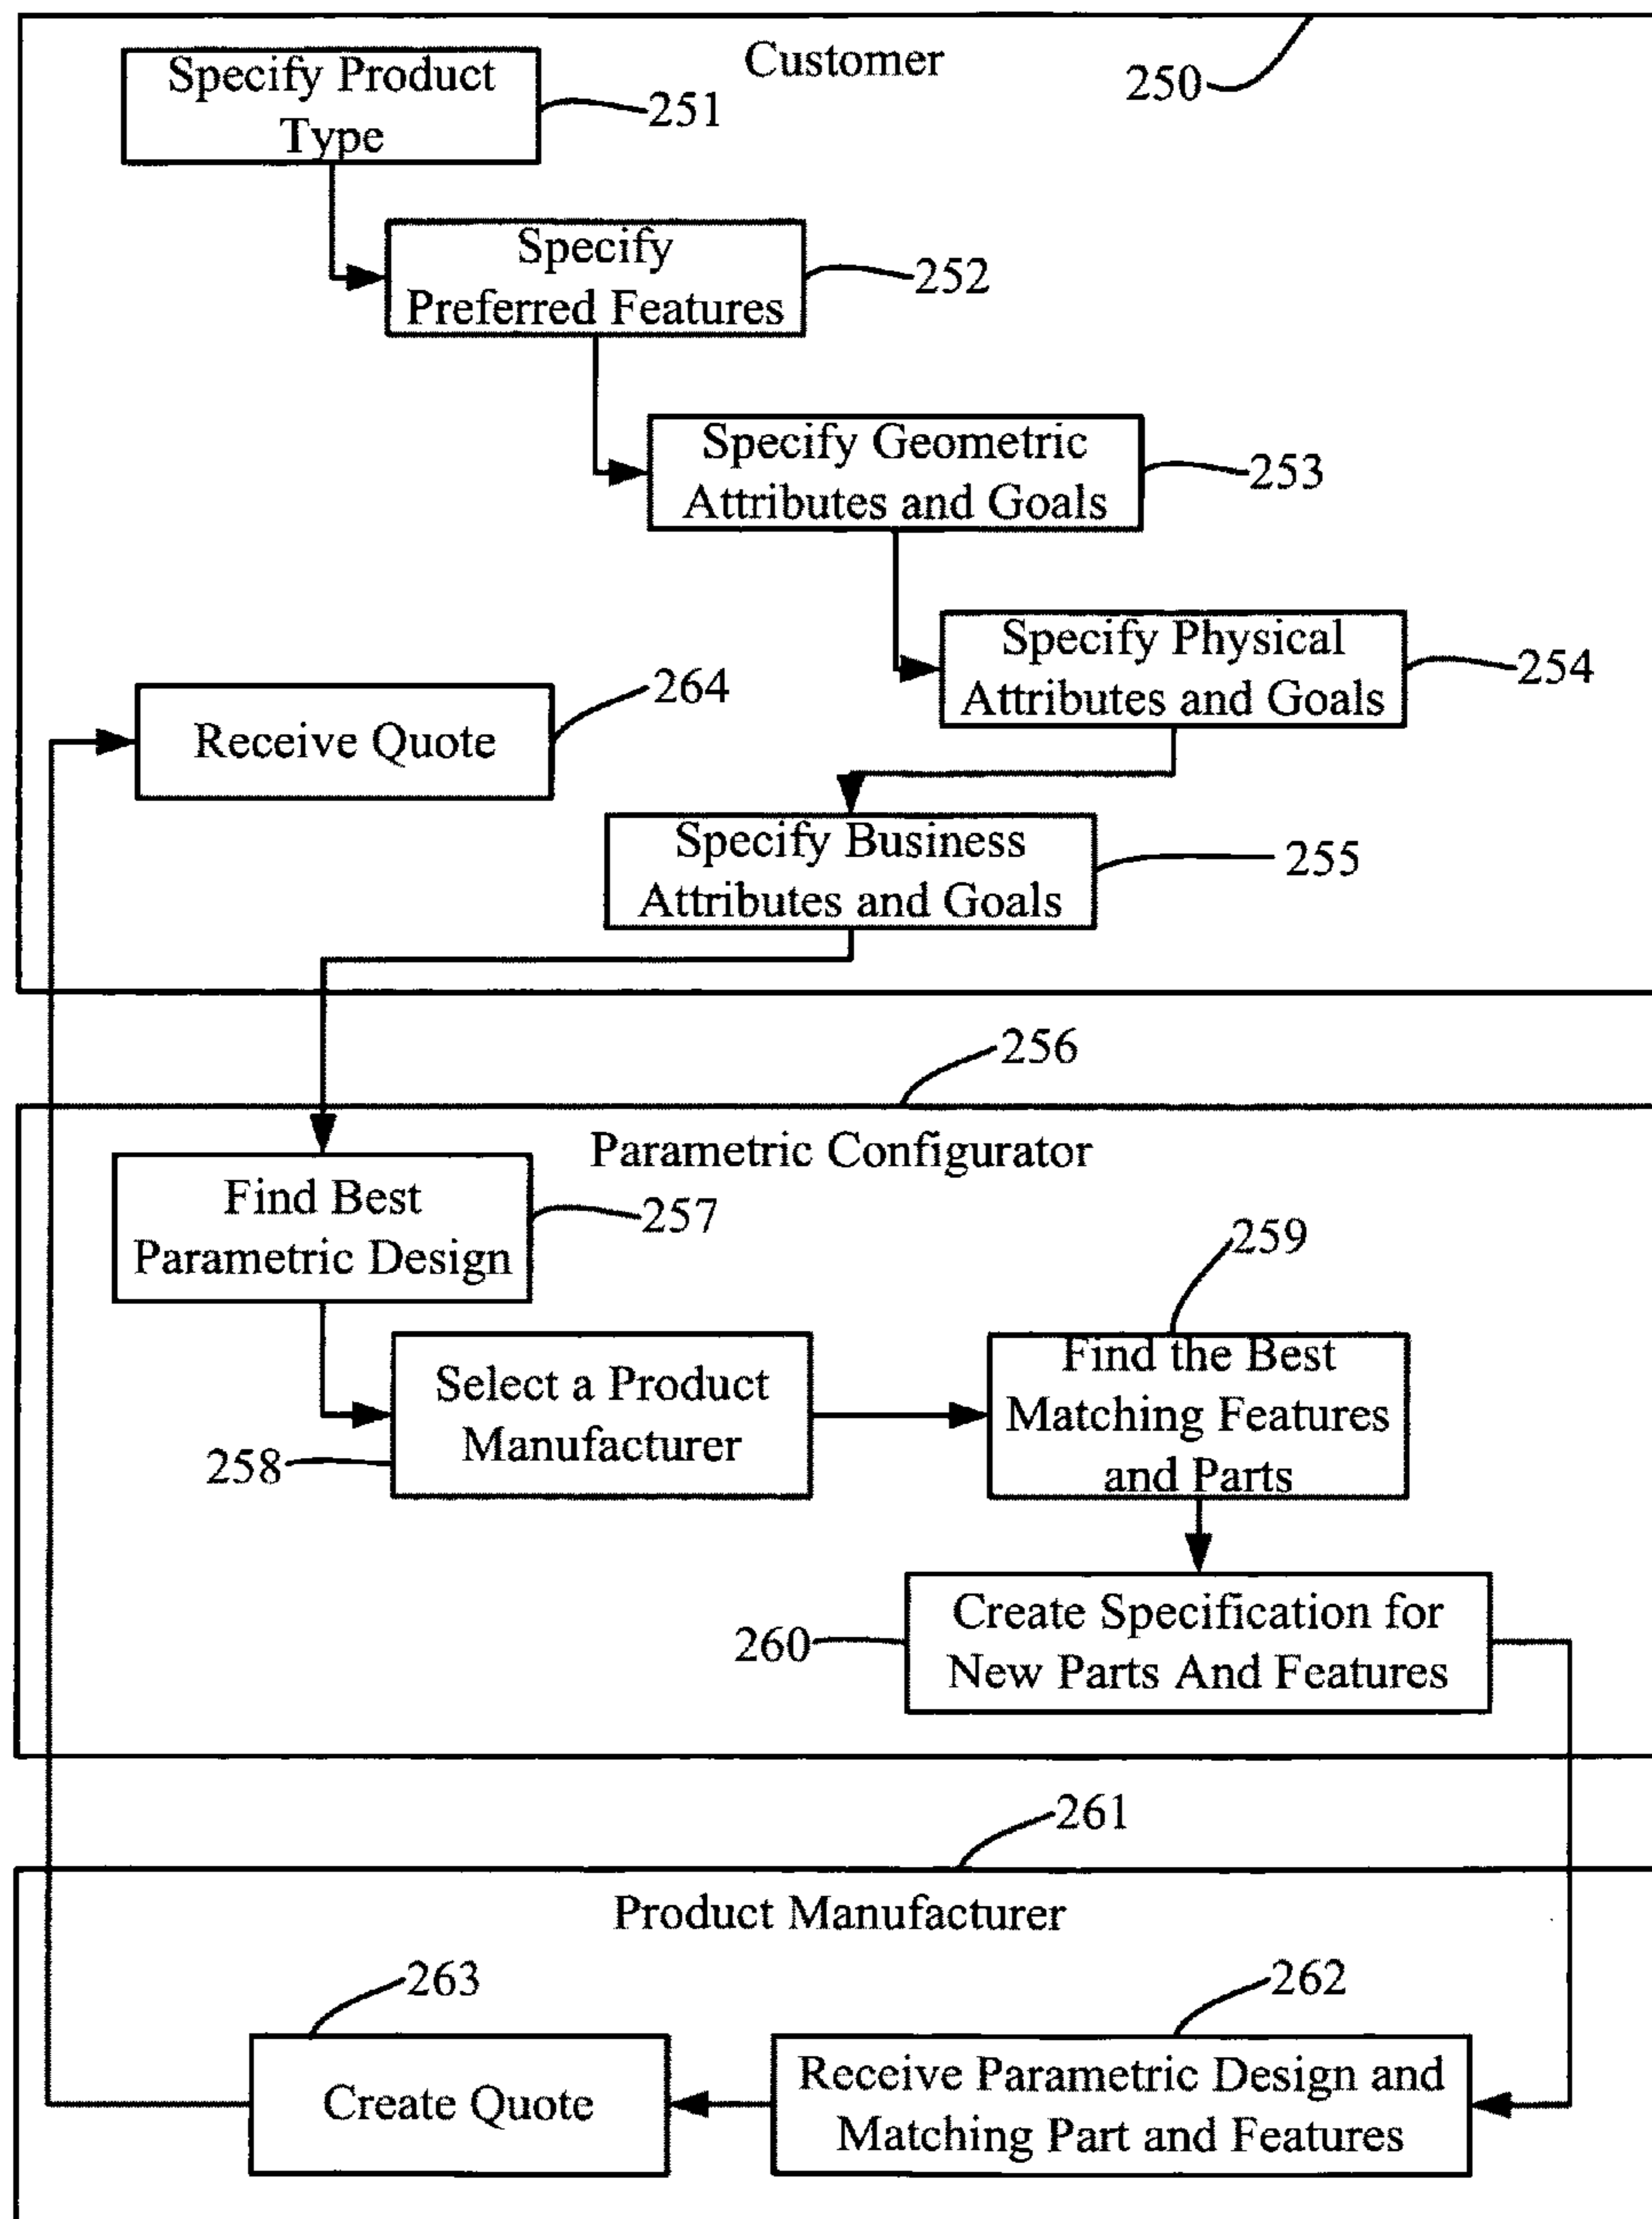 Customer
250
Specify Product
Type
251
Specify
Preferred Features
252
Specify Geometric
Attributes and Goals
253
Specify Physical
Attributes and Goals
254
Receive Quote
264
Specify Business
Attributes and Goals
255
256
Parametric Configurator
Find Best
Parametric Design
257
Select a Product
Manufacturer
258
259
Find the Best
Matching Features
and Parts
Create Specification for
New Parts And Features
260
261
Product Manufacturer
263
Create Quote
262
Receive Parametric Design and
Matching Part and Features